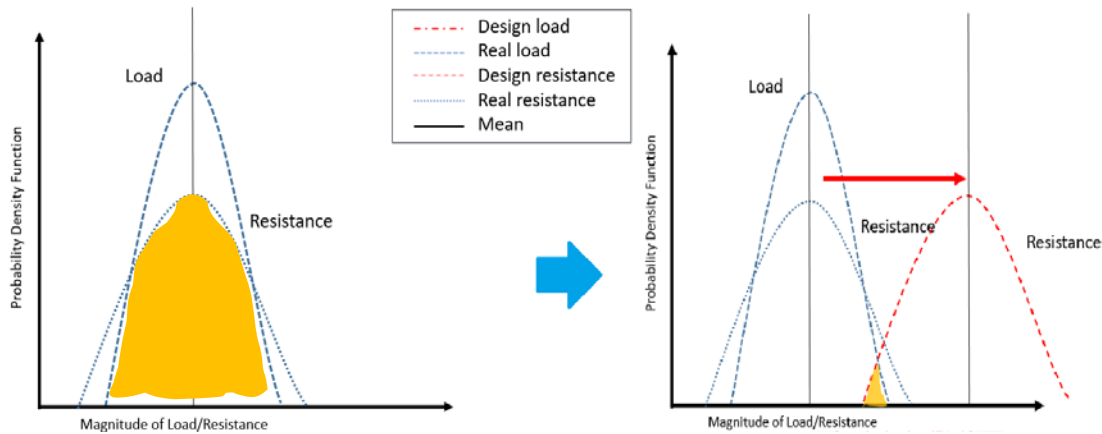 Load
Resistance
Probability Density Function
Magnitude of Load/Resistance
Design load
Real load
Design resistance
Real resistance
Mean
Load
Resistance
Resistance
Probability Density Function
Magnitude of Load/Resistance